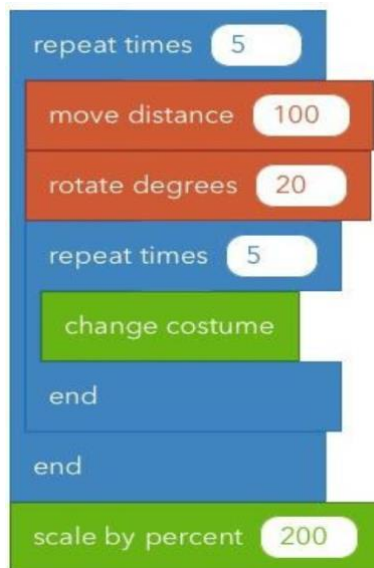 repeat times 5
move distance 100
rotate degrees 20
repeat times 5
change costume
end
end
scale by percent 200